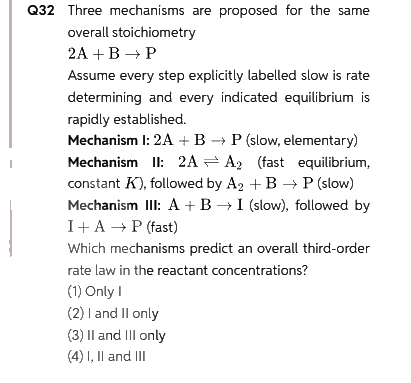 Q32 Three mechanisms are proposed for the same
overall stoichiometry
2A + B → P
Assume every step explicitly labelled slow is rate
determining and every indicated equilibrium is
rapidly established.
Mechanism I: 2A + B → P (slow, elementary)
Mechanism II: 2A ⇌ A₂ (fast equilibrium,
constant K), followed by A₂ + B → P (slow)
Mechanism III: A + B → I (slow), followed by
I + A → P (fast)
Which mechanisms predict an overall third-order
rate law in the reactant concentrations?
(1) Only I
(2) I and II only
(3) II and III only
(4) I, II and III